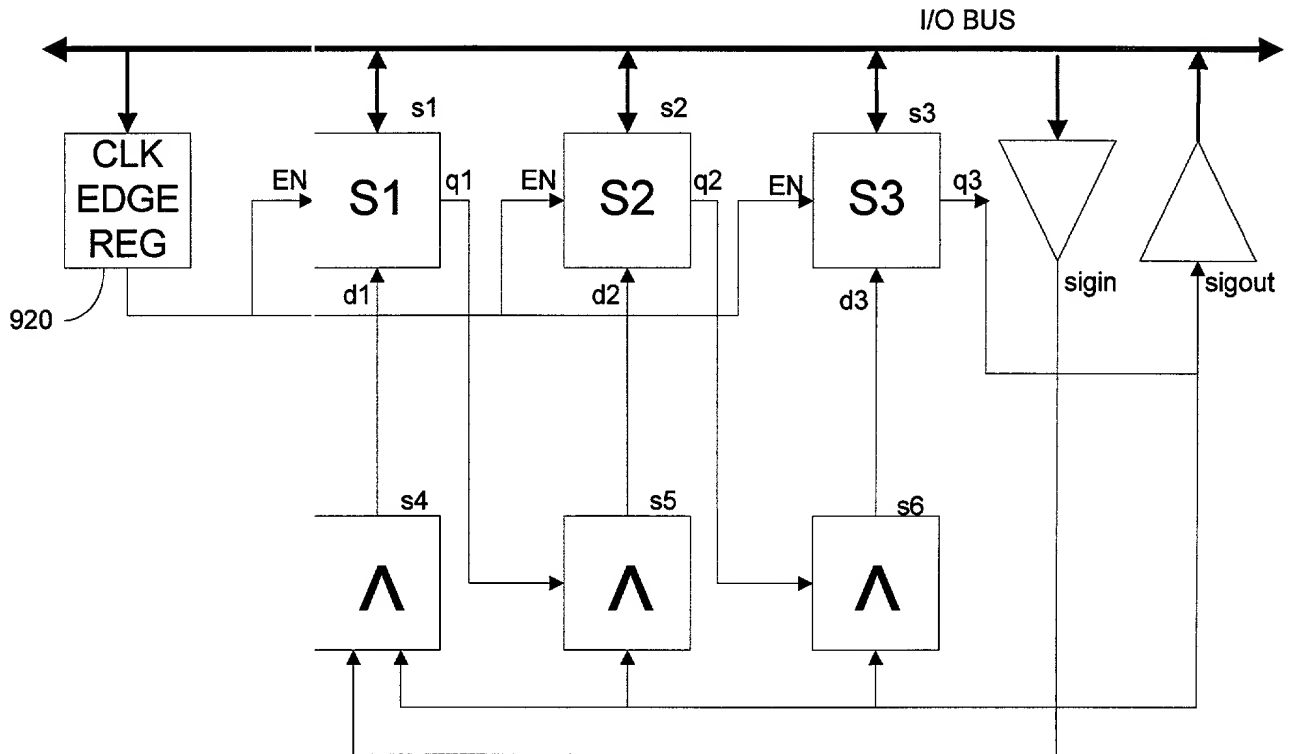 I/O BUS
s1
s2
s3
CLK
EDGE
REG
EN
S1
q1
EN
S2
q2
EN
S3
q3
920
d1
d2
d3
sigin
sigout
s4
s5
s6
Λ
Λ
Λ